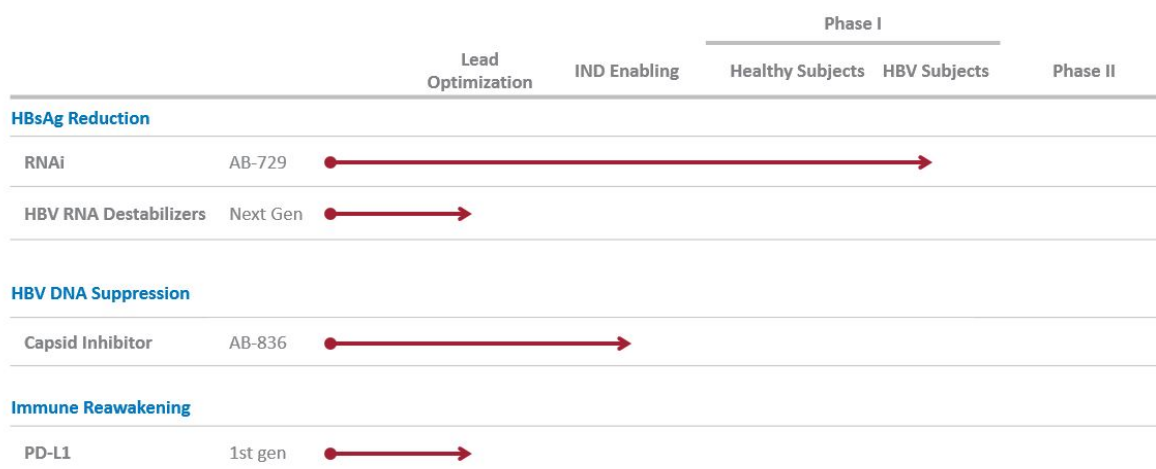 Phase I
Lead Optimization IND Enabling Healthy Subjects HBV Subjects Phase II
HBsAg Reduction
RNAi AB-729
HBV RNA Destabilizers Next Gen
HBV DNA Suppression
Capsid Inhibitor AB-836
Immune Reawakening
PD-L1 1st gen